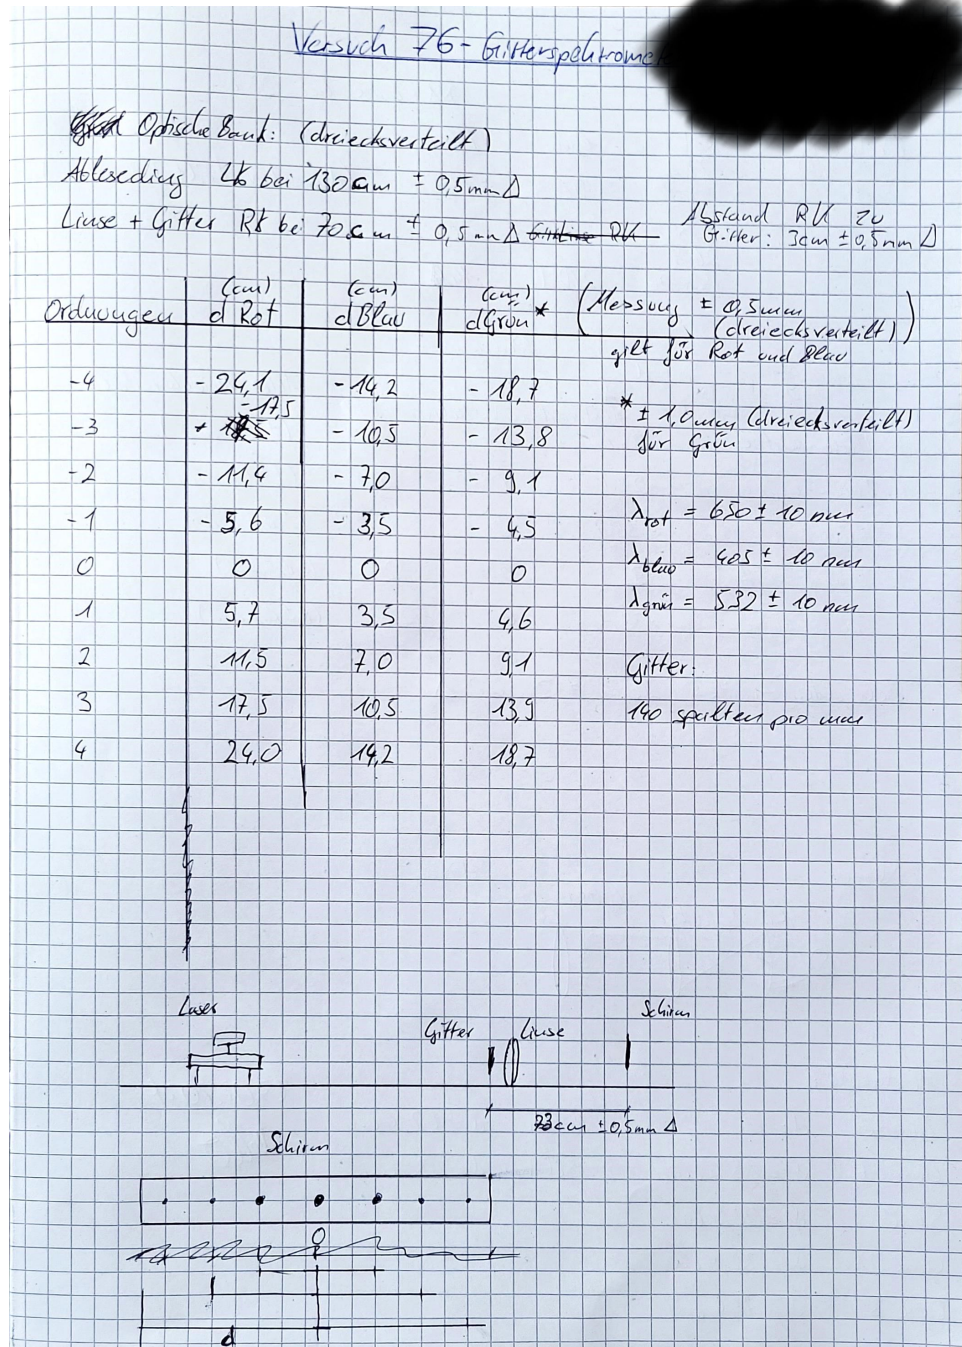 Versuch 76 - Gitterspektromet
Optische Bank: (dreiecksverteilt)
Ableseding LK bei 130cm ± 0,5mm Δ
Linse + Gitter RK bei 70cm ± 0,5mm Δ
Abstand RK zu
Gitter: 3cm ± 0,5mm Δ
Ordnungen (cm) d Rot (cm) d Blau (cm) d Grün * (Messung ± 0,5mm
(dreiecksverteilt))
gilt für Rot und Blau
-4 -24,1 -14,2 -18,7
-3 -17,5 -10,5 -13,8
-2 -11,4 -7,0 -9,1
-1 -5,6 -3,5 -4,5
0 0 0 0
1 5,7 3,5 4,6
2 11,5 7,0 9,1
3 17,5 10,5 13,9
4 24,0 14,2 18,7
* ± 1,0mm (dreiecksverteilt)
für Grün
λrot = 650 ± 10 nm
λblau = 405 ± 10 nm
λgrün = 532 ± 10 nm
Gitter:
140 spalten pro mm
Laser Gitter Linse Schirm
73cm ± 0,5mm Δ
Schirm
0
d